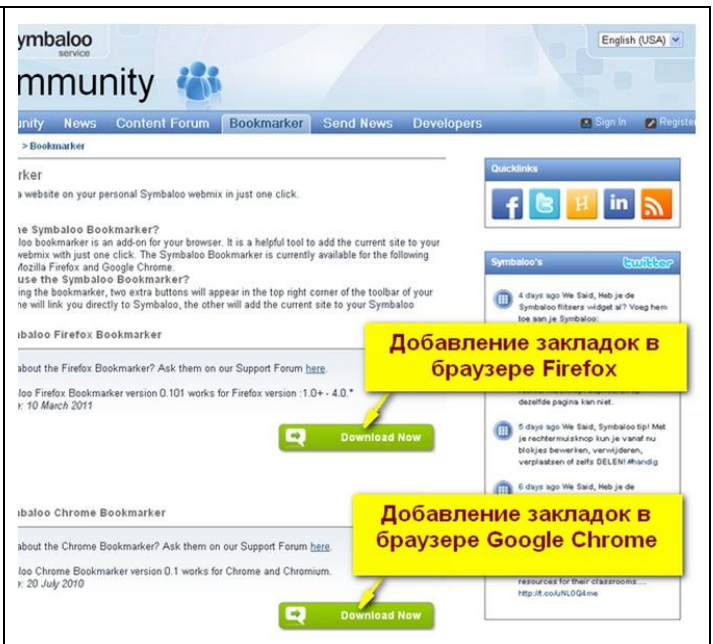 ymbaloo
service
English (USA)
mmunity
unity News Content Forum Bookmarker Send News Developers Sign In Registe
> Bookmarker
rker
a website on your personal Symbaloo webmix in just one click.
ne Symbaloo Bookmarker?
loo bookmarker is an add-on for your browser. It is a helpful tool to add the current site to your
webmix with just one click. The Symbaloo Bookmarker is currently available for the following
Mozilla Firefox and Google Chrome.
use the Symbaloo Bookmarker?
ing the bookmarker, two extra buttons will appear in the top right corner of the toolbar of your
ne will link you directly to Symbaloo, the other will add the current site to your Symbaloo
nbaloo Firefox Bookmarker
about the Firefox Bookmarker? Ask them on our Support Forum here.
loo Firefox Bookmarker version 0.101 works for Firefox version :1.0+ - 4.0.*
: 10 March 2011
Download Now
Добавление закладок в
браузере Firefox
nbaloo Chrome Bookmarker
about the Chrome Bookmarker? Ask them on our Support Forum here.
loo Chrome Bookmarker version 0.1 works for Chrome and Chromium.
: 20 July 2010
Download Now
Добавление закладок в
браузере Google Chrome
Quicklinks
f t H in
Symbaloo's twitter
4 days ago We Said, Heb je de
Symbaloo flitsers widget al? Voeg hem
toe aan je Symbaloo:
dezelfde pagina kan niet.
5 days ago We Said, Symbaloo tip! Met
je rechtermuisknop kun je vanaf nu
blokjes bewerken, verwijderen,
verplaatsen of zelfs DELEN! #handig
6 days ago We Said, Heb je de
resources for their classrooms....
http://t.co/uNL0Q4me